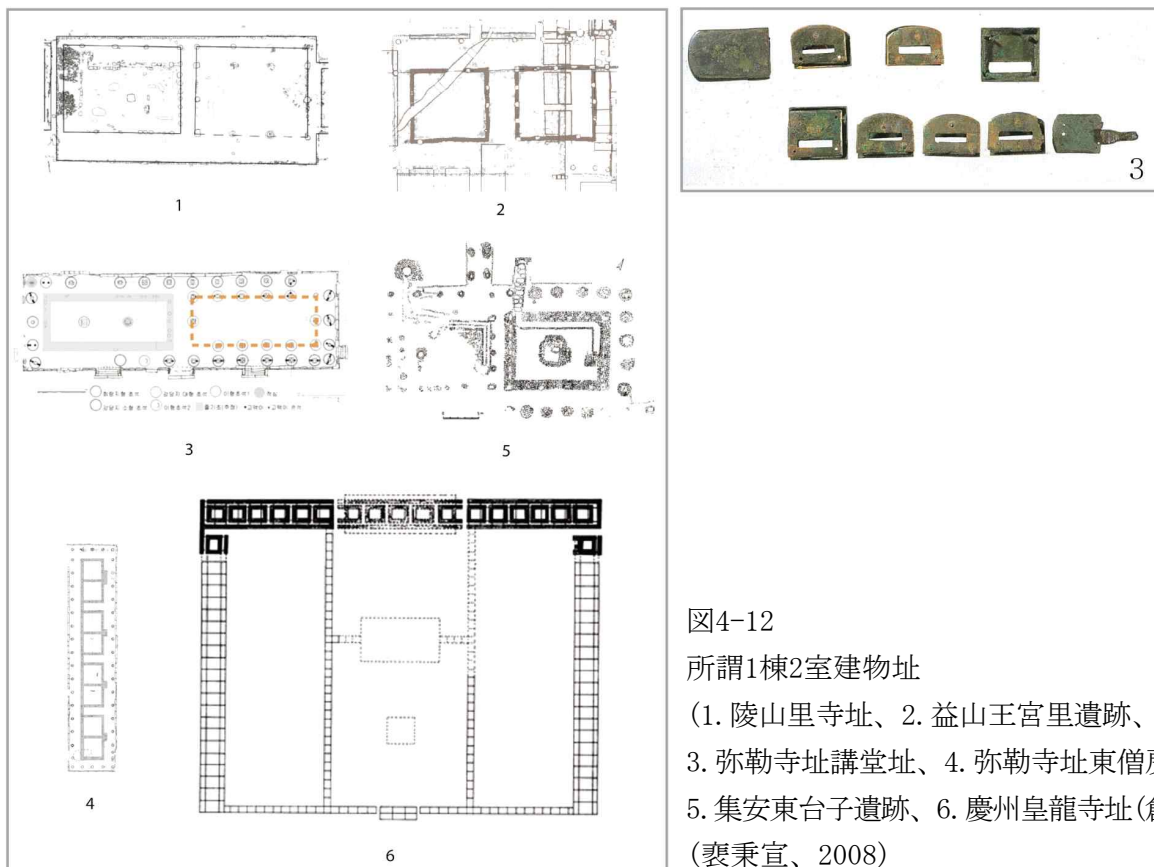 1
2
3
5
4
6
3
図4-12
所謂1棟2室建物址
(1.陵山里寺址、2.益山王宮里遺跡、
3.弥勒寺址講堂址、4.弥勒寺址東僧
5.集安東台子遺跡、6.慶州皇龍寺址(
(裵秉宣、2008)